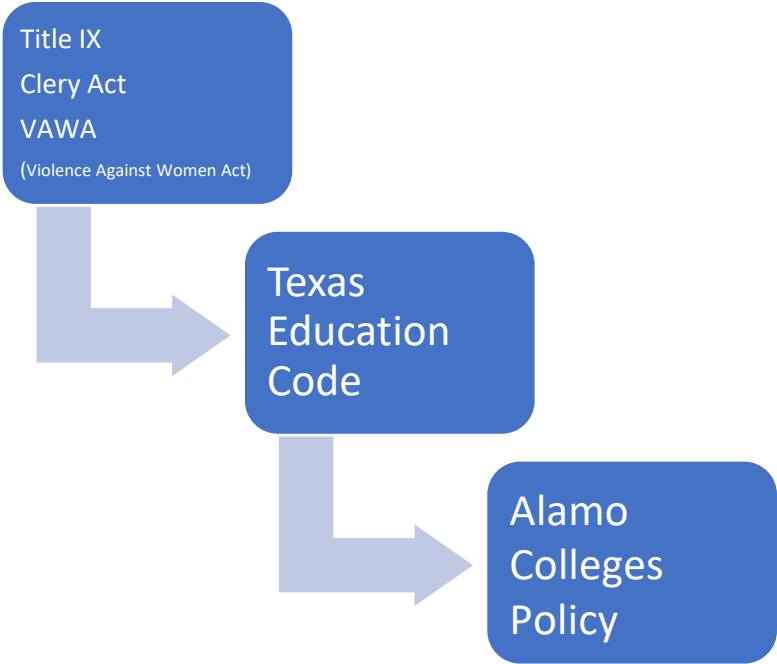 Title IX
Clery Act
VAWA
(Violence Against Women Act)
Texas
Education
Code
Alamo
Colleges
Policy